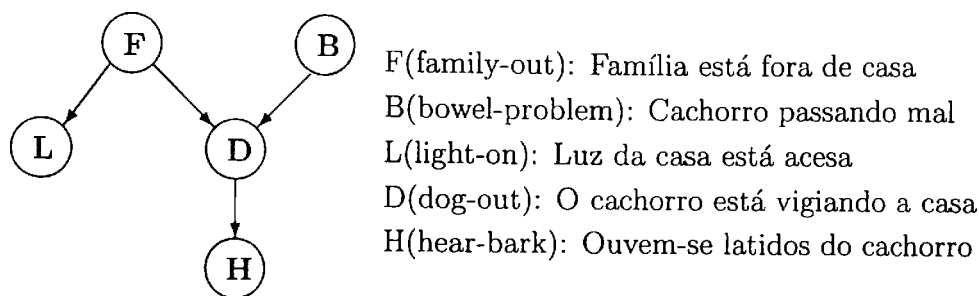 F
B
L
D
H
F(family-out): Família está fora de casa
B(bowel-problem): Cachorro passando mal
L(light-on): Luz da casa está acesa
D(dog-out): O cachorro está vigiando a casa
H(hear-bark): Ouvem-se latidos do cachorro